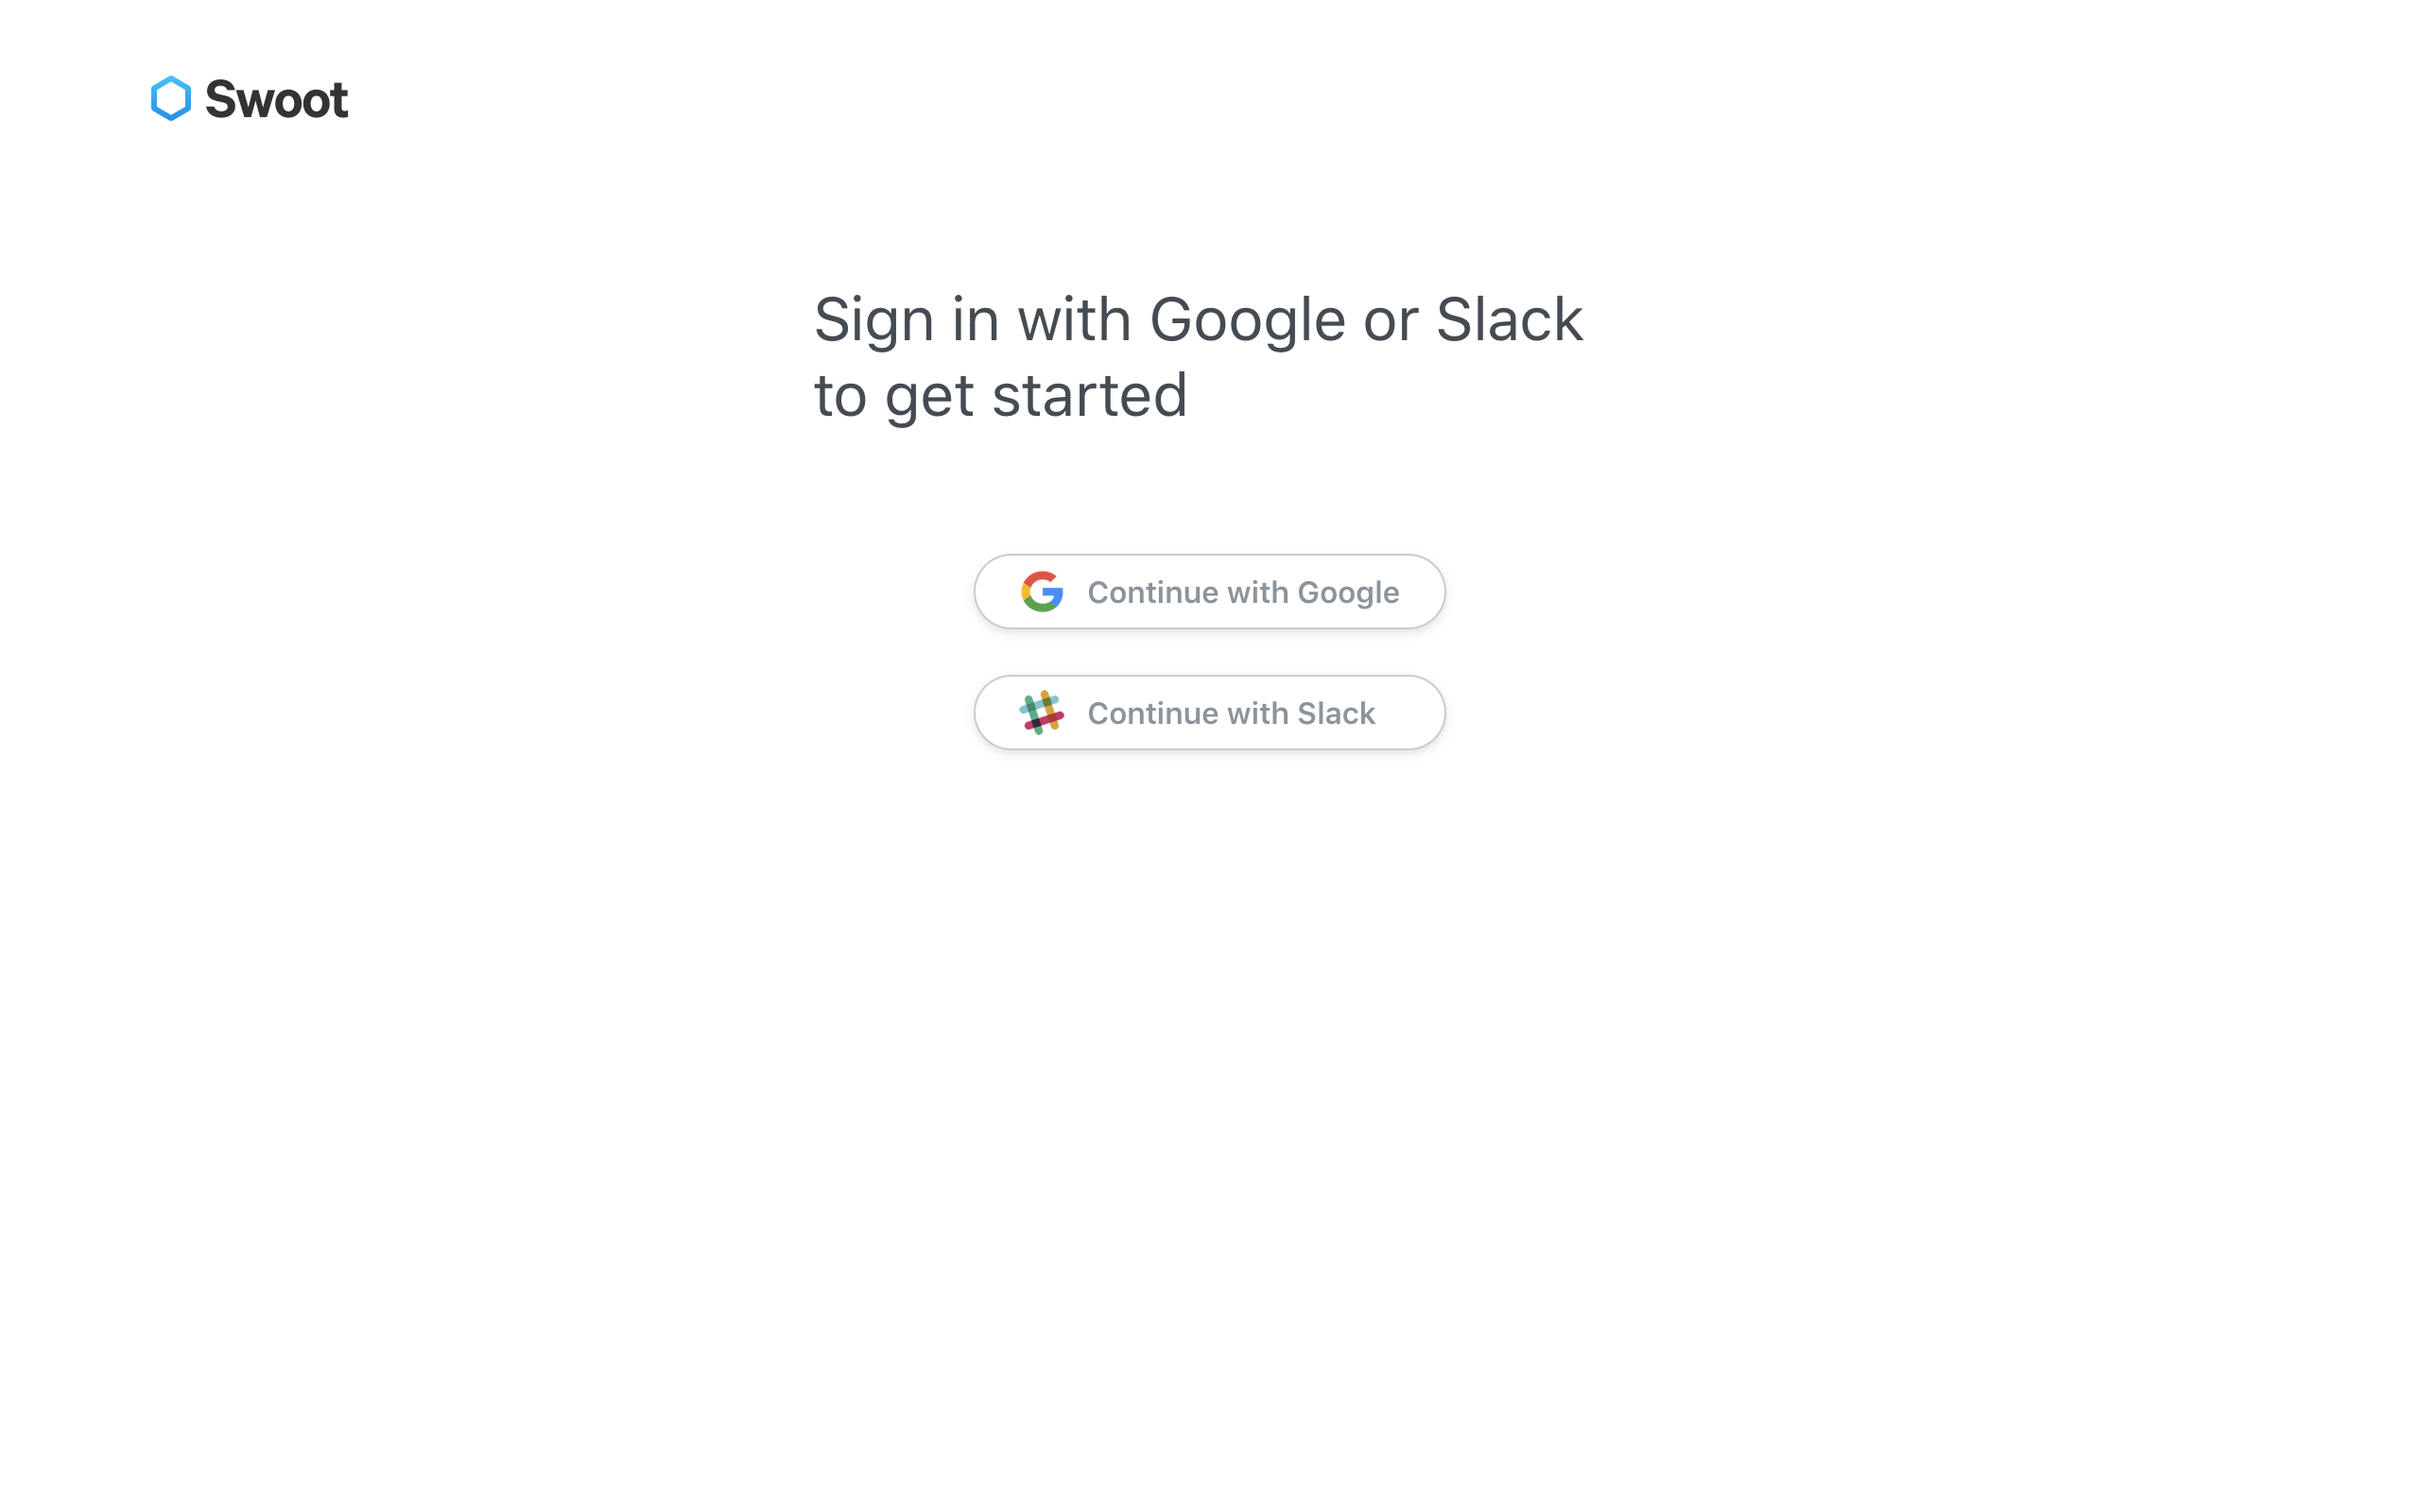 Swoot
Sign in with Google or Slack
to get started
Continue with Google
Continue with Slack